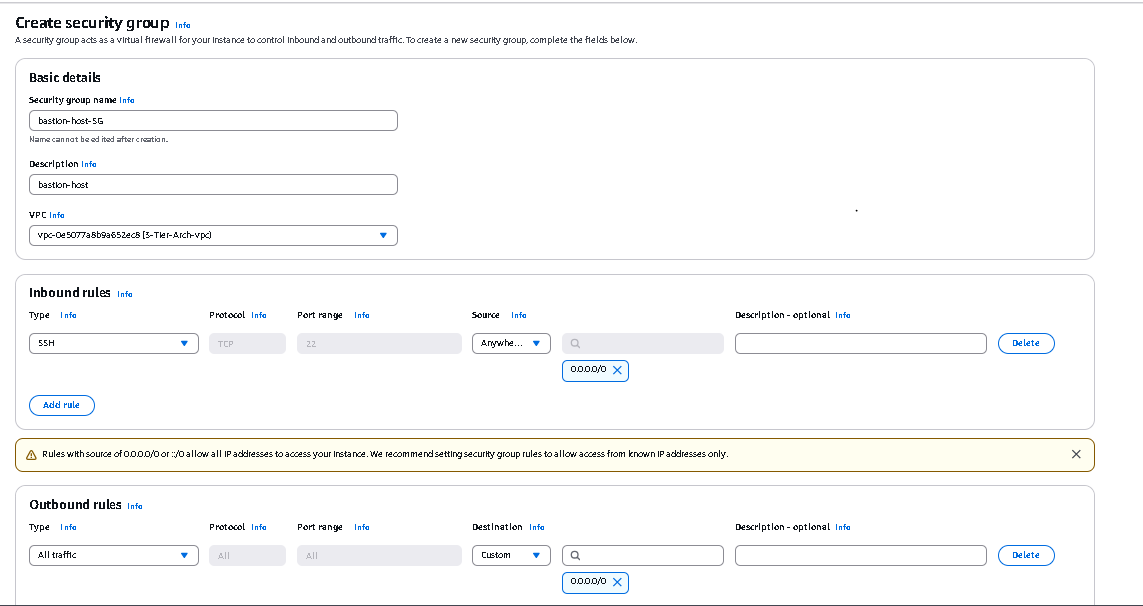 Create security group Info
A security group acts as a virtual firewall for your instance to control inbound and outbound traffic. To create a new security group, complete the fields below.
Basic details
Security group name Info
bastion-host-SG
Name cannot be edited after creation.
Description Info
bastion-host
VPC Info
vpc-0e5077a8b9a652ec8 (3-Tier-Arch-vpc)
Inbound rules Info
Type Info Protocol Info Port range Info Source Info Description - optional Info
SSH TCP 22 Anywhe... Delete
0.0.0.0/0
Add rule
Rules with source of 0.0.0.0/0 or ::/0 allow all IP addresses to access your instance. We recommend setting security group rules to allow access from known IP addresses only.
Outbound rules Info
Type Info Protocol Info Port range Info Destination Info Description - optional Info
All traffic All All Custom Delete
0.0.0.0/0